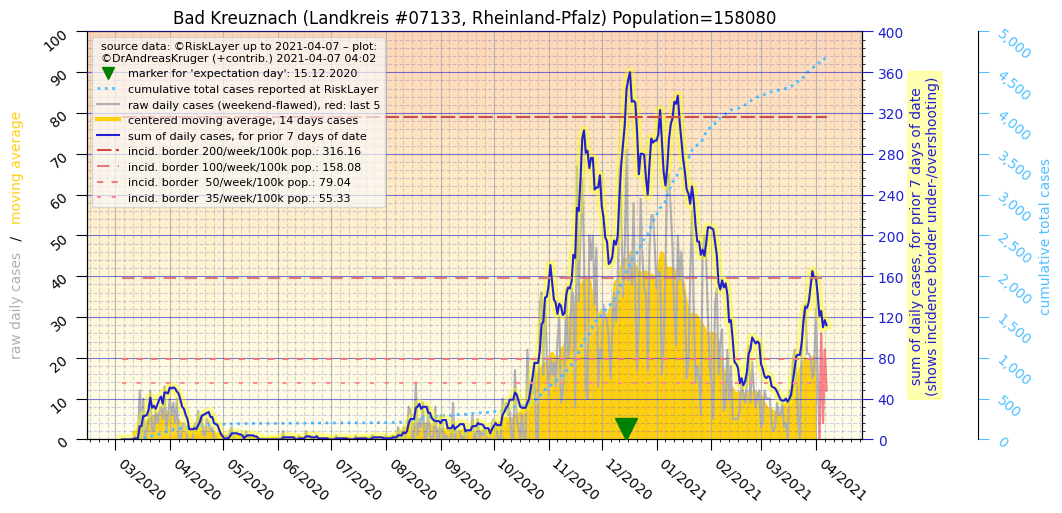 Bad Kreuznach (Landkreis #07133, Rheinland-Pfalz) Population=158080
source data: ©RiskLayer up to 2021-04-07 – plot:
©DrAndreasKruger (+contrib.) 2021-04-07 04:02
marker for 'expectation day': 15.12.2020
cumulative total cases reported at RiskLayer
raw daily cases (weekend-flawed), red: last 5
centered moving average, 14 days cases
sum of daily cases, for prior 7 days of date
incid. border 200/week/100k pop.: 316.16
incid. border 100/week/100k pop.: 158.08
incid. border  50/week/100k pop.: 79.04
incid. border  35/week/100k pop.: 55.33
raw daily cases  /  moving average
100
90
80
70
60
50
40
30
20
10
0
03/2020
04/2020
05/2020
06/2020
07/2020
08/2020
09/2020
10/2020
11/2020
12/2020
01/2021
02/2021
03/2021
04/2021
400
360
320
280
240
200
160
120
80
40
0
sum of daily cases, for prior 7 days of date
(shows incidence border under-/overshooting)
5,000
4,500
4,000
3,500
3,000
2,500
2,000
1,500
1,000
500
0
cumulative total cases